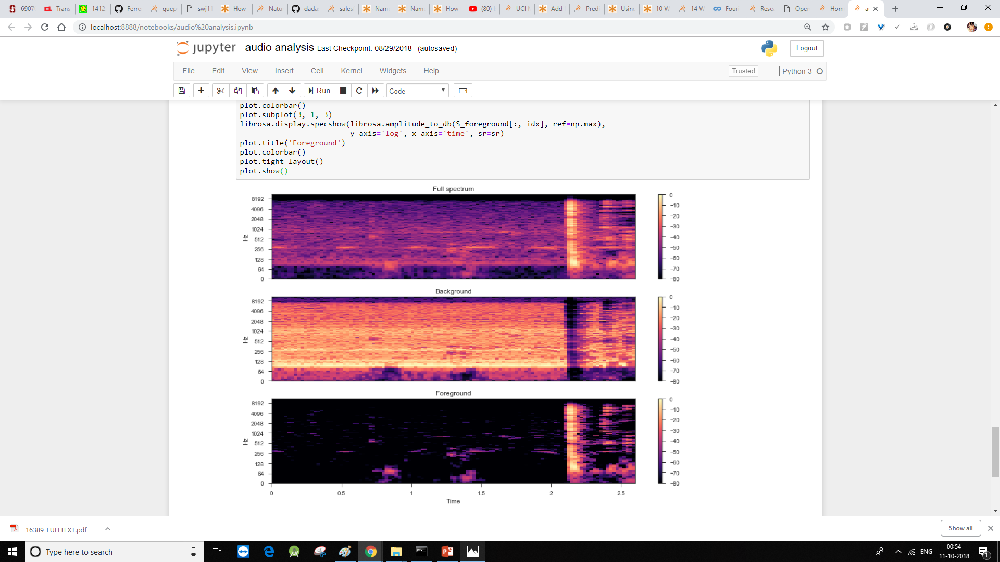 6907
Trans
1412.
Ferre
quep
swj11
How
Natur
dada
sales
Name
Name
How
(80)
UCI
Add
Predi
Using
10 W
14 W
Four
Rese
Oper
Hom
a
localhost:8888/notebooks/audio%20analysis.ipynb
jupyter audio analysis Last Checkpoint: 08/29/2018 (autosaved)
Logout
File Edit View Insert Cell Kernel Widgets Help
Trusted Python 3
Run Code
plot.colorbar()
plot.subplot(3, 1, 3)
librosa.display.specshow(librosa.amplitude_to_db(S_foreground[:, idx], ref=np.max),
y_axis='log', x_axis='time', sr=sr)
plot.title('Foreground')
plot.colorbar()
plot.tight_layout()
plot.show()
Full spectrum
8192
4096
2048
1024
512
256
128
64
0
Hz
0
−10
−20
−30
−40
−50
−60
−70
−80
Background
8192
4096
2048
1024
512
256
128
64
0
Hz
0
−10
−20
−30
−40
−50
−60
−70
−80
Foreground
8192
4096
2048
1024
512
256
128
64
0
Hz
0
−10
−20
−30
−40
−50
−60
−70
−80
0 0.5 1 1.5 2 2.5
Time
16389_FULLTEXT.pdf
Show all
Type here to search
ENG
00:54
11-10-2018
1